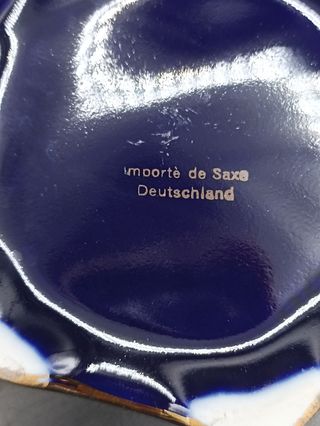 Importè de Saxe
Deutschland